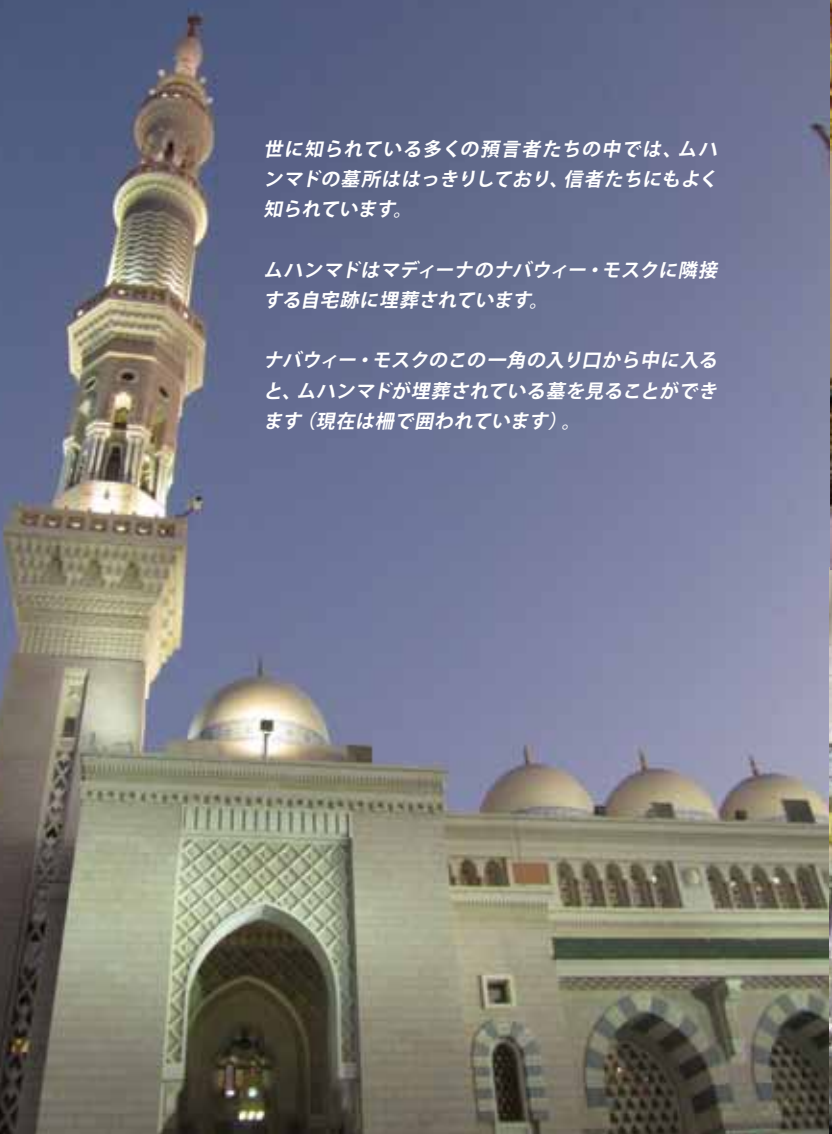 世に知られている多くの預言者たちの中では、ムハ
ンマドの墓所ははっきりしており、信者たちにもよく
知られています。
ムハンマドはマディーナのナバウィー・モスクに隣接
する自宅跡に埋葬されています。
ナバウィー・モスクのこの一角の入り口から中に入る
と、ムハンマドが埋葬されている墓を見ることができ
ます（現在は柵で囲われています）。